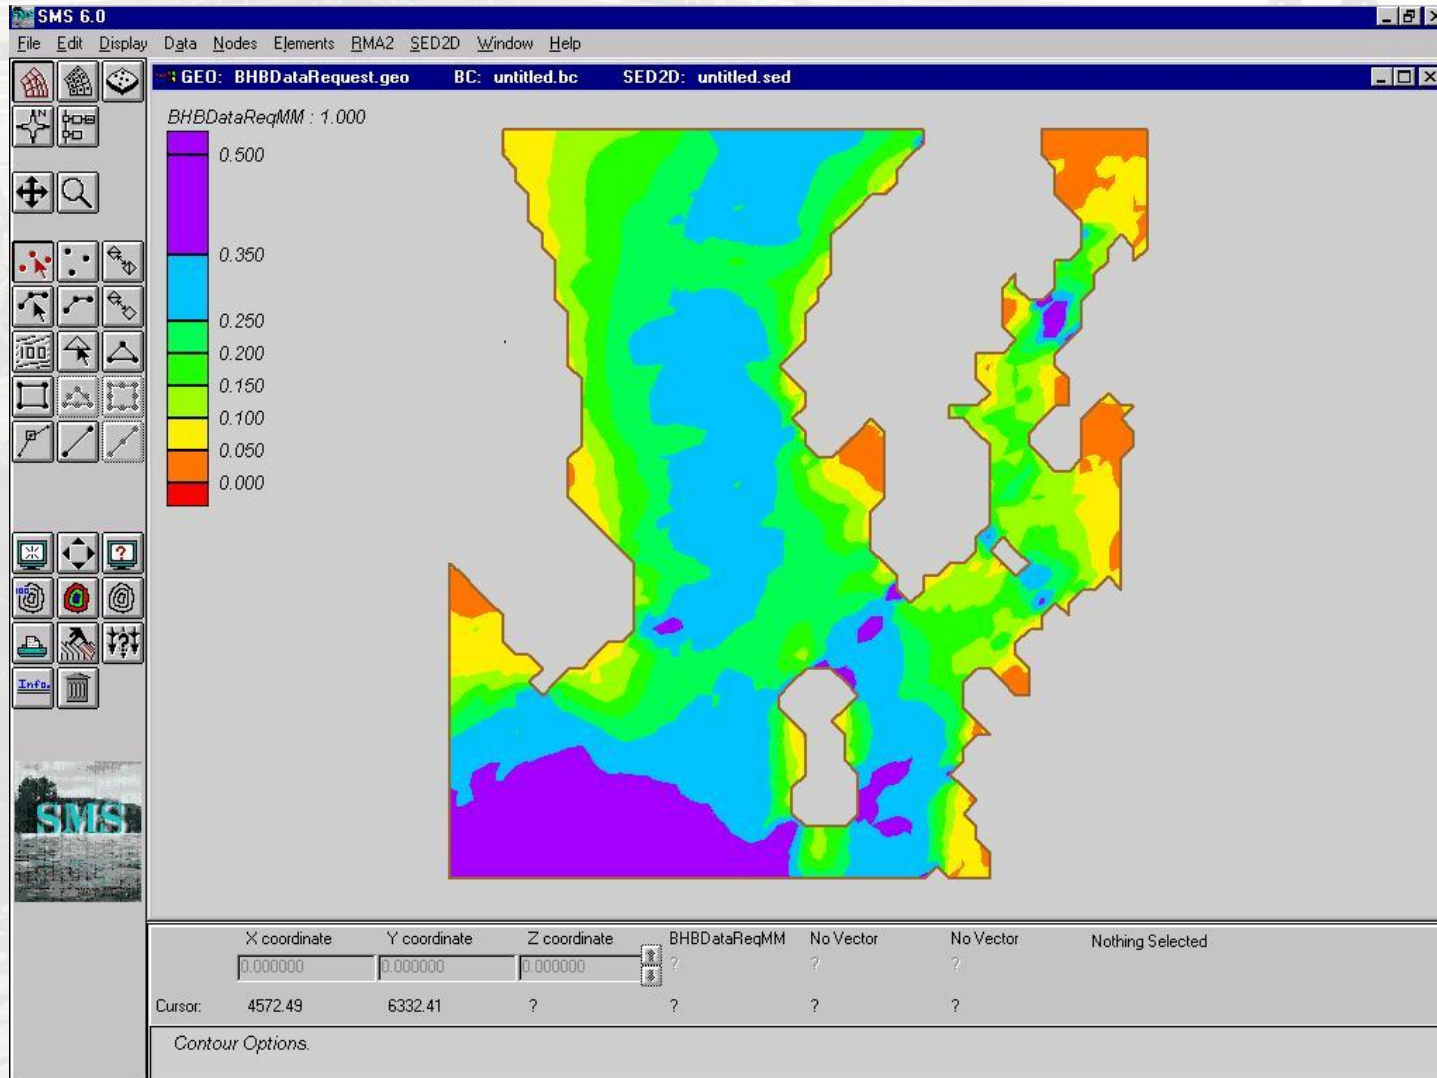 SMS 6.0
File Edit Display Data Nodes Elements RMA2 SED2D Window Help
GEO: BHBDataRequest.geo BC: untitled.bc SED2D: untitled.sed
BHBDataReqMM : 1.000
0.500
0.350
0.250
0.200
0.150
0.100
0.050
0.000
N
100
100
?
?
Info.
SMS
X coordinate Y coordinate Z coordinate BHBDataReqMM No Vector No Vector Nothing Selected
0.000000 0.000000 0.000000 ? ? ?
Cursor: 4572.49 6332.41 ? ? ? ?
Contour Options.